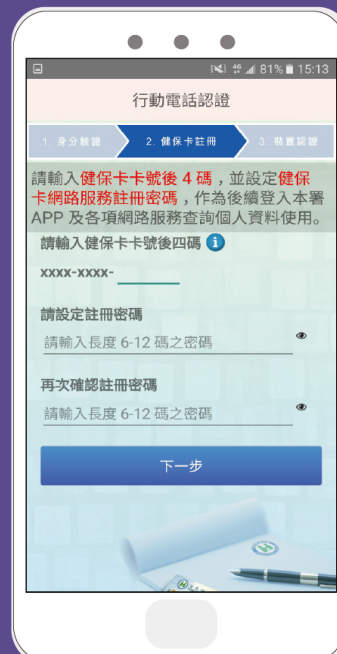 46 81% 15:13
行動電話認證
1. 身分驗證 2. 健保卡註冊 3. 裝置認證
請輸入健保卡卡號後 4 碼，並設定健保
卡網路服務註冊密碼，作為後續登入本署
APP 及各項網路服務查詢個人資料使用。
請輸入健保卡卡號後四碼 i
xxxx-xxxx-
請設定註冊密碼
請輸入長度 6-12 碼之密碼
再次確認註冊密碼
請輸入長度 6-12 碼之密碼
下一步